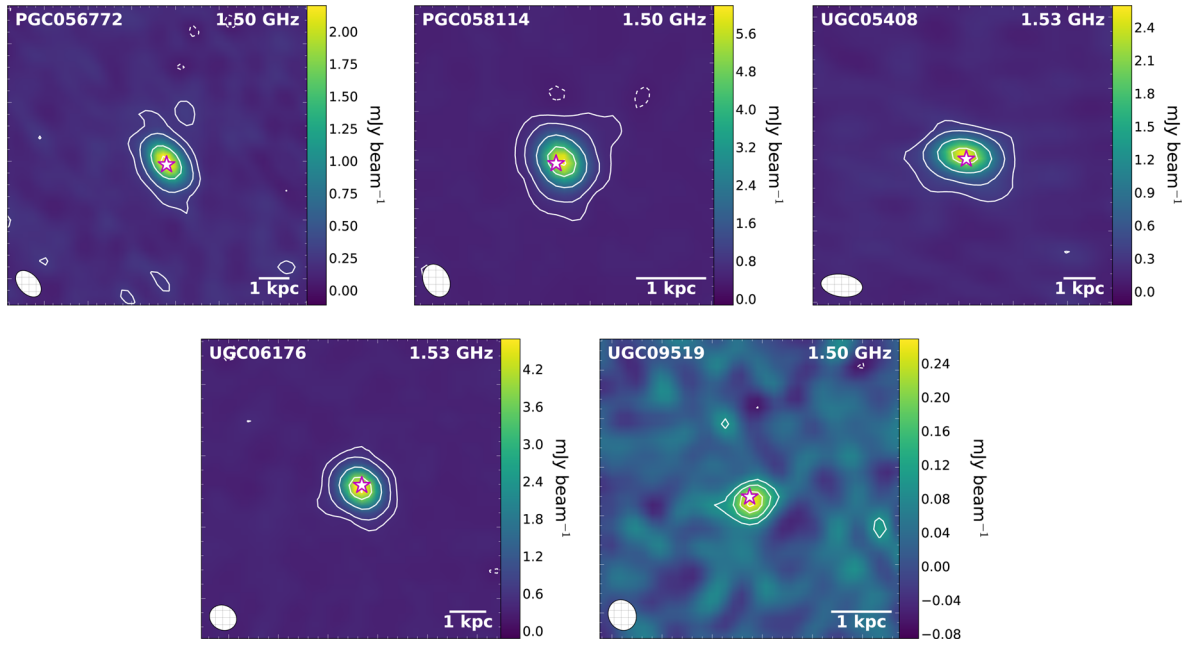 PGC056772 1.50 GHz
2.00
1.75
1.50
1.25
1.00
0.75
0.50
0.25
0.00
mJy beam−1
1 kpc
PGC058114 1.50 GHz
5.6
4.8
4.0
3.2
2.4
1.6
0.8
0.0
mJy beam−1
1 kpc
UGC05408 1.53 GHz
2.4
2.1
1.8
1.5
1.2
0.9
0.6
0.3
0.0
mJy beam−1
1 kpc
UGC06176 1.53 GHz
4.2
3.6
3.0
2.4
1.8
1.2
0.6
0.0
mJy beam−1
1 kpc
UGC09519 1.50 GHz
0.24
0.20
0.16
0.12
0.08
0.04
0.00
−0.04
−0.08
mJy beam−1
1 kpc